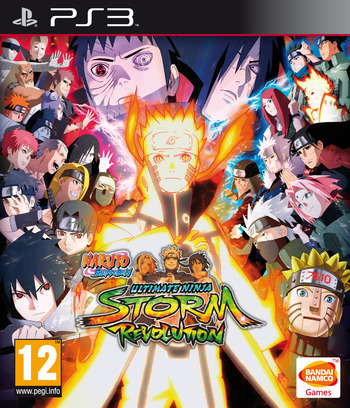 PS3
NARUTO
SHIPPUDEN
ULTIMATE NINJA
STORM
REVOLUTION
12
www.pegi.info
BANDAI
NAMCO
Games